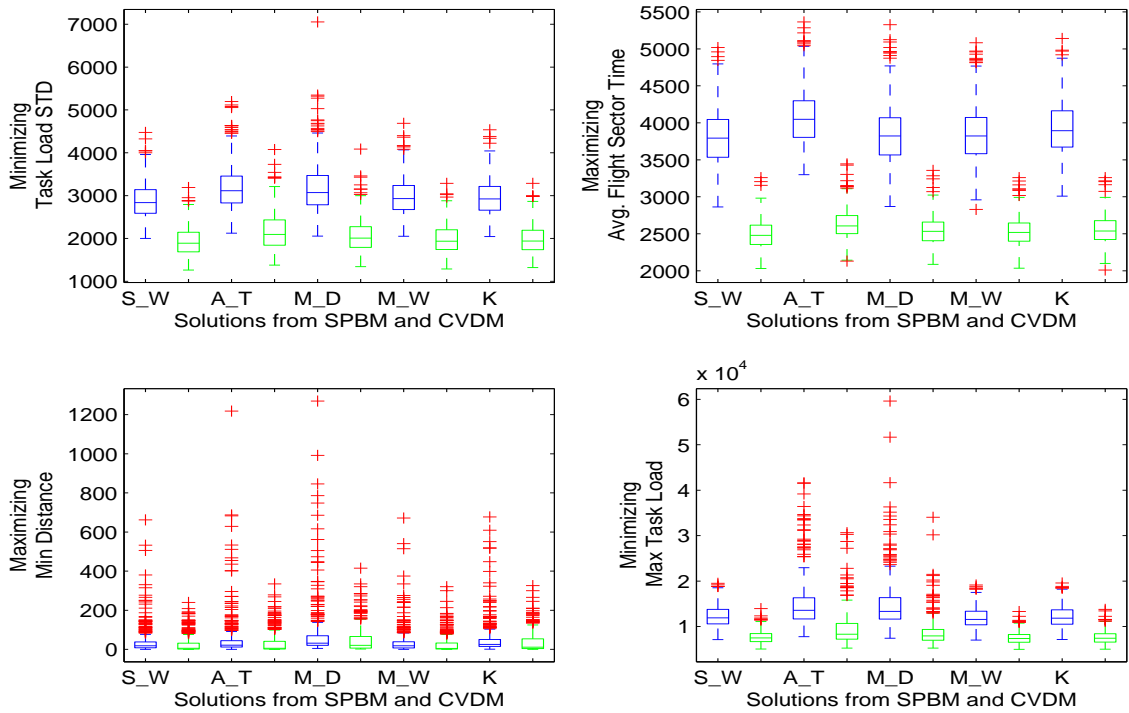 Minimizing
Task Load STD
7000
6000
5000
4000
3000
2000
1000
S_W A_T M_D M_W K
Solutions from SPBM and CVDM
Maximizing
Avg. Flight Sector Time
5500
5000
4500
4000
3500
3000
2500
2000
S_W A_T M_D M_W K
Solutions from SPBM and CVDM
Maximizing
Min Distance
1200
1000
800
600
400
200
0
S_W A_T M_D M_W K
Solutions from SPBM and CVDM
x 10^4
Minimizing
Max Task Load
6
5
4
3
2
1
S_W A_T M_D M_W K
Solutions from SPBM and CVDM